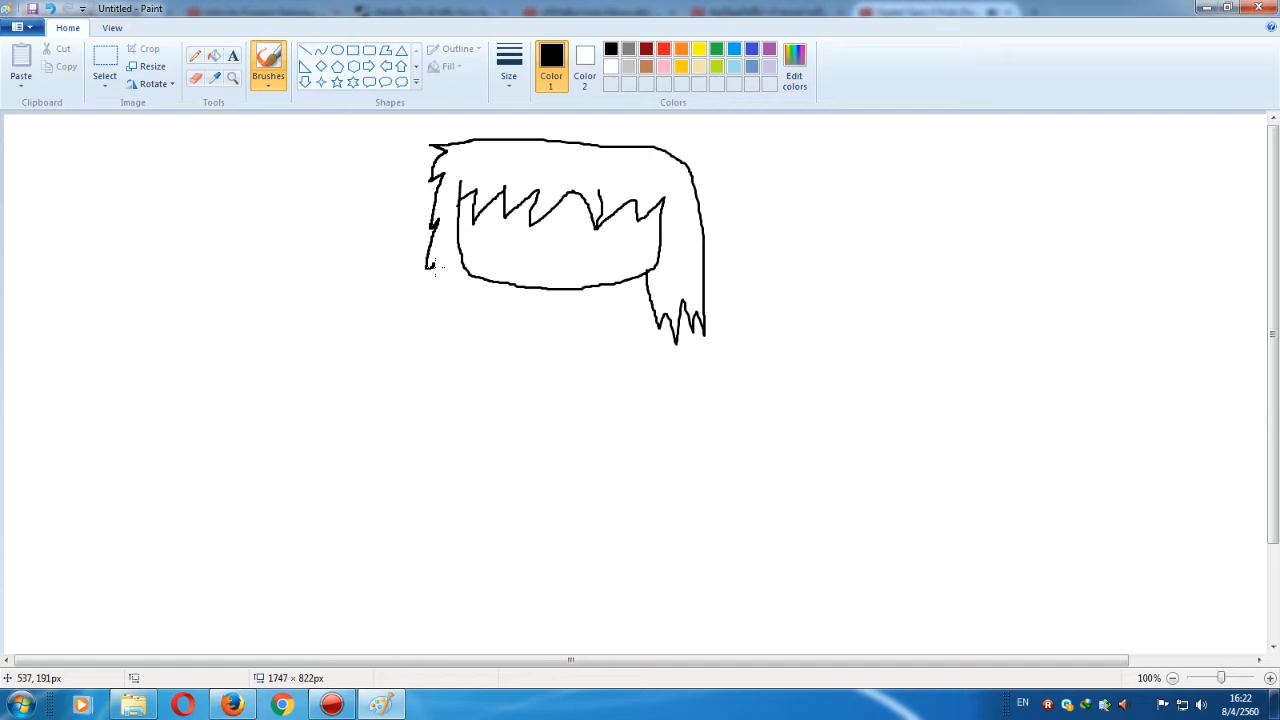 Untitled - Paint
Home
View
Paste
Cut
Copy
Clipboard
Select
Crop
Resize
Rotate
Image
Tools
Brushes
Shapes
Outline
Fill
Size
Color 1
Color 2
Edit colors
Colors
537, 191px
1747 × 822px
100%
EN
16:22
8/4/2560